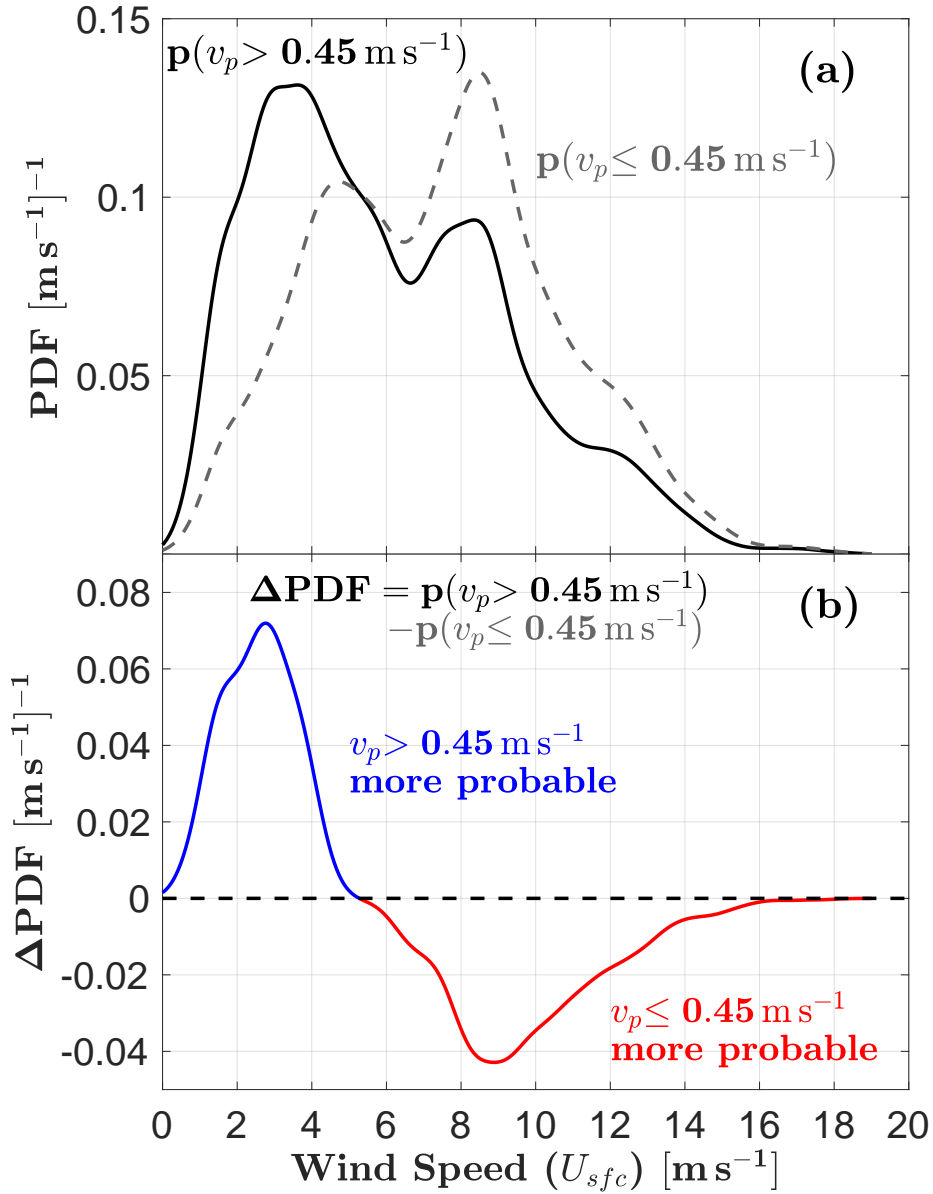 0.15
p(v_p> 0.45 m s⁻¹)
(a)
p(v_p≤ 0.45 m s⁻¹)
0.1
0.05
PDF [m s⁻¹]⁻¹
ΔPDF = p(v_p> 0.45 m s⁻¹)
−p(v_p≤ 0.45 m s⁻¹)
(b)
0.08
0.06
0.04
0.02
0
-0.02
-0.04
v_p> 0.45 m s⁻¹
more probable
v_p≤ 0.45 m s⁻¹
more probable
ΔPDF [m s⁻¹]⁻¹
0 2 4 6 8 10 12 14 16 18 20
Wind Speed (U_sfc) [m s⁻¹]